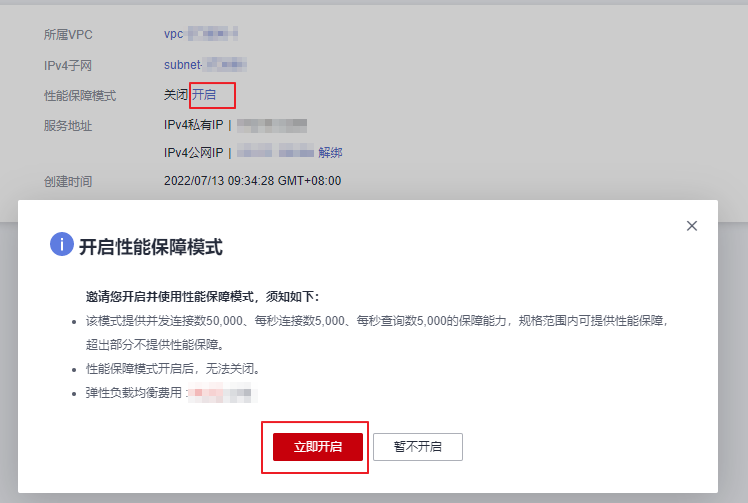 所属VPC vpc-
IPv4子网 subnet-
性能保障模式 关闭 开启
服务地址 IPv4私有IP |
IPv4公网IP | 解绑
创建时间 2022/07/13 09:34:28 GMT+08:00
开启性能保障模式
邀请您开启并使用性能保障模式，须知如下：
该模式提供并发连接数50,000、每秒连接数5,000、每秒查询数5,000的保障能力，规格范围内可提供性能保障，
超出部分不提供性能保障。
性能保障模式开启后，无法关闭。
弹性负载均衡费用 :
立即开启 暂不开启